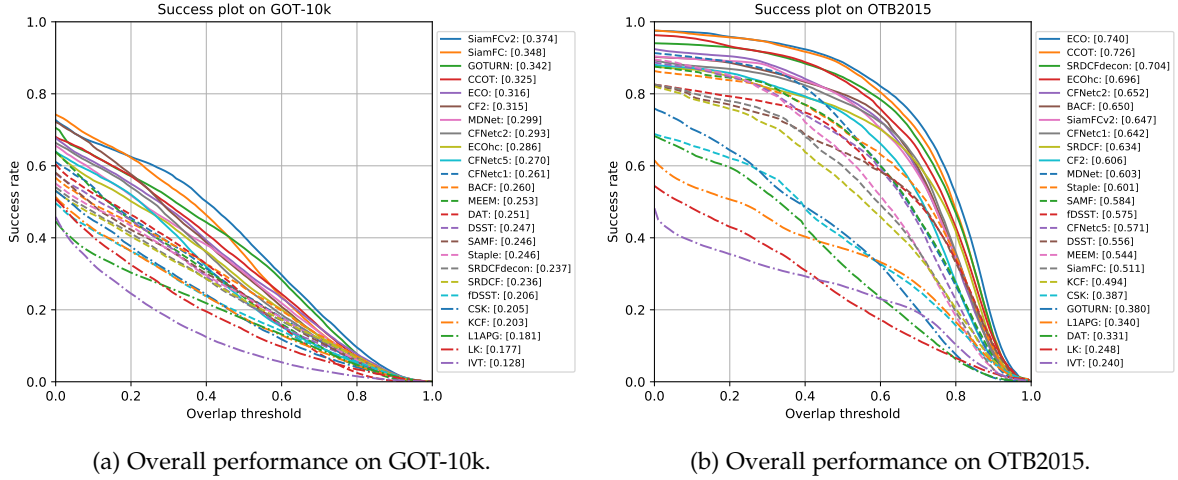 Success plot on GOT-10k
1.0
0.8
0.6
0.4
0.2
0.0
Success rate
0.0 0.2 0.4 0.6 0.8 1.0
Overlap threshold
SiamFCv2: [0.374]
SiamFC: [0.348]
GOTURN: [0.342]
CCOT: [0.325]
ECO: [0.316]
CF2: [0.315]
MDNet: [0.299]
CFNetc2: [0.293]
ECOhc: [0.286]
CFNetc5: [0.270]
CFNetc1: [0.261]
BACF: [0.260]
MEEM: [0.253]
DAT: [0.251]
DSST: [0.247]
SAMF: [0.246]
Staple: [0.246]
SRDCFdecon: [0.237]
SRDCF: [0.236]
fDSST: [0.206]
CSK: [0.205]
KCF: [0.203]
L1APG: [0.181]
LK: [0.177]
IVT: [0.128]
(a) Overall performance on GOT-10k.
Success plot on OTB2015
1.0
0.8
0.6
0.4
0.2
0.0
Success rate
0.0 0.2 0.4 0.6 0.8 1.0
Overlap threshold
ECO: [0.740]
CCOT: [0.726]
SRDCFdecon: [0.704]
ECOhc: [0.696]
CFNetc2: [0.652]
BACF: [0.650]
SiamFCv2: [0.647]
CFNetc1: [0.642]
SRDCF: [0.634]
CF2: [0.606]
MDNet: [0.603]
Staple: [0.601]
SAMF: [0.584]
fDSST: [0.575]
CFNetc5: [0.571]
DSST: [0.556]
MEEM: [0.544]
SiamFC: [0.511]
KCF: [0.494]
CSK: [0.387]
GOTURN: [0.380]
L1APG: [0.340]
DAT: [0.331]
LK: [0.248]
IVT: [0.240]
(b) Overall performance on OTB2015.